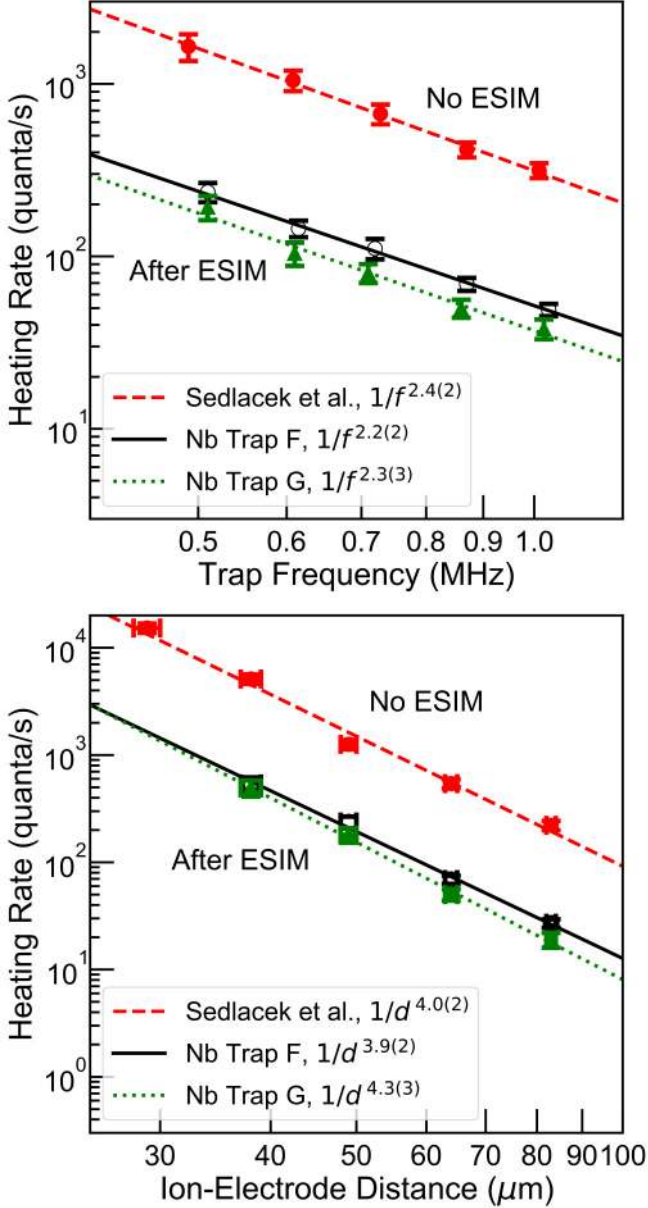 10³
10²
10¹
Heating Rate (quanta/s)
No ESIM
After ESIM
Sedlacek et al., 1/f^2.4(2)
Nb Trap F, 1/f^2.2(2)
Nb Trap G, 1/f^2.3(3)
0.5 0.6 0.7 0.8 0.9 1.0
Trap Frequency (MHz)
10⁴
10³
10²
10¹
10⁰
Heating Rate (quanta/s)
No ESIM
After ESIM
Sedlacek et al., 1/d^4.0(2)
Nb Trap F, 1/d^3.9(2)
Nb Trap G, 1/d^4.3(3)
30 40 50 60 70 80 90 100
Ion-Electrode Distance (μm)